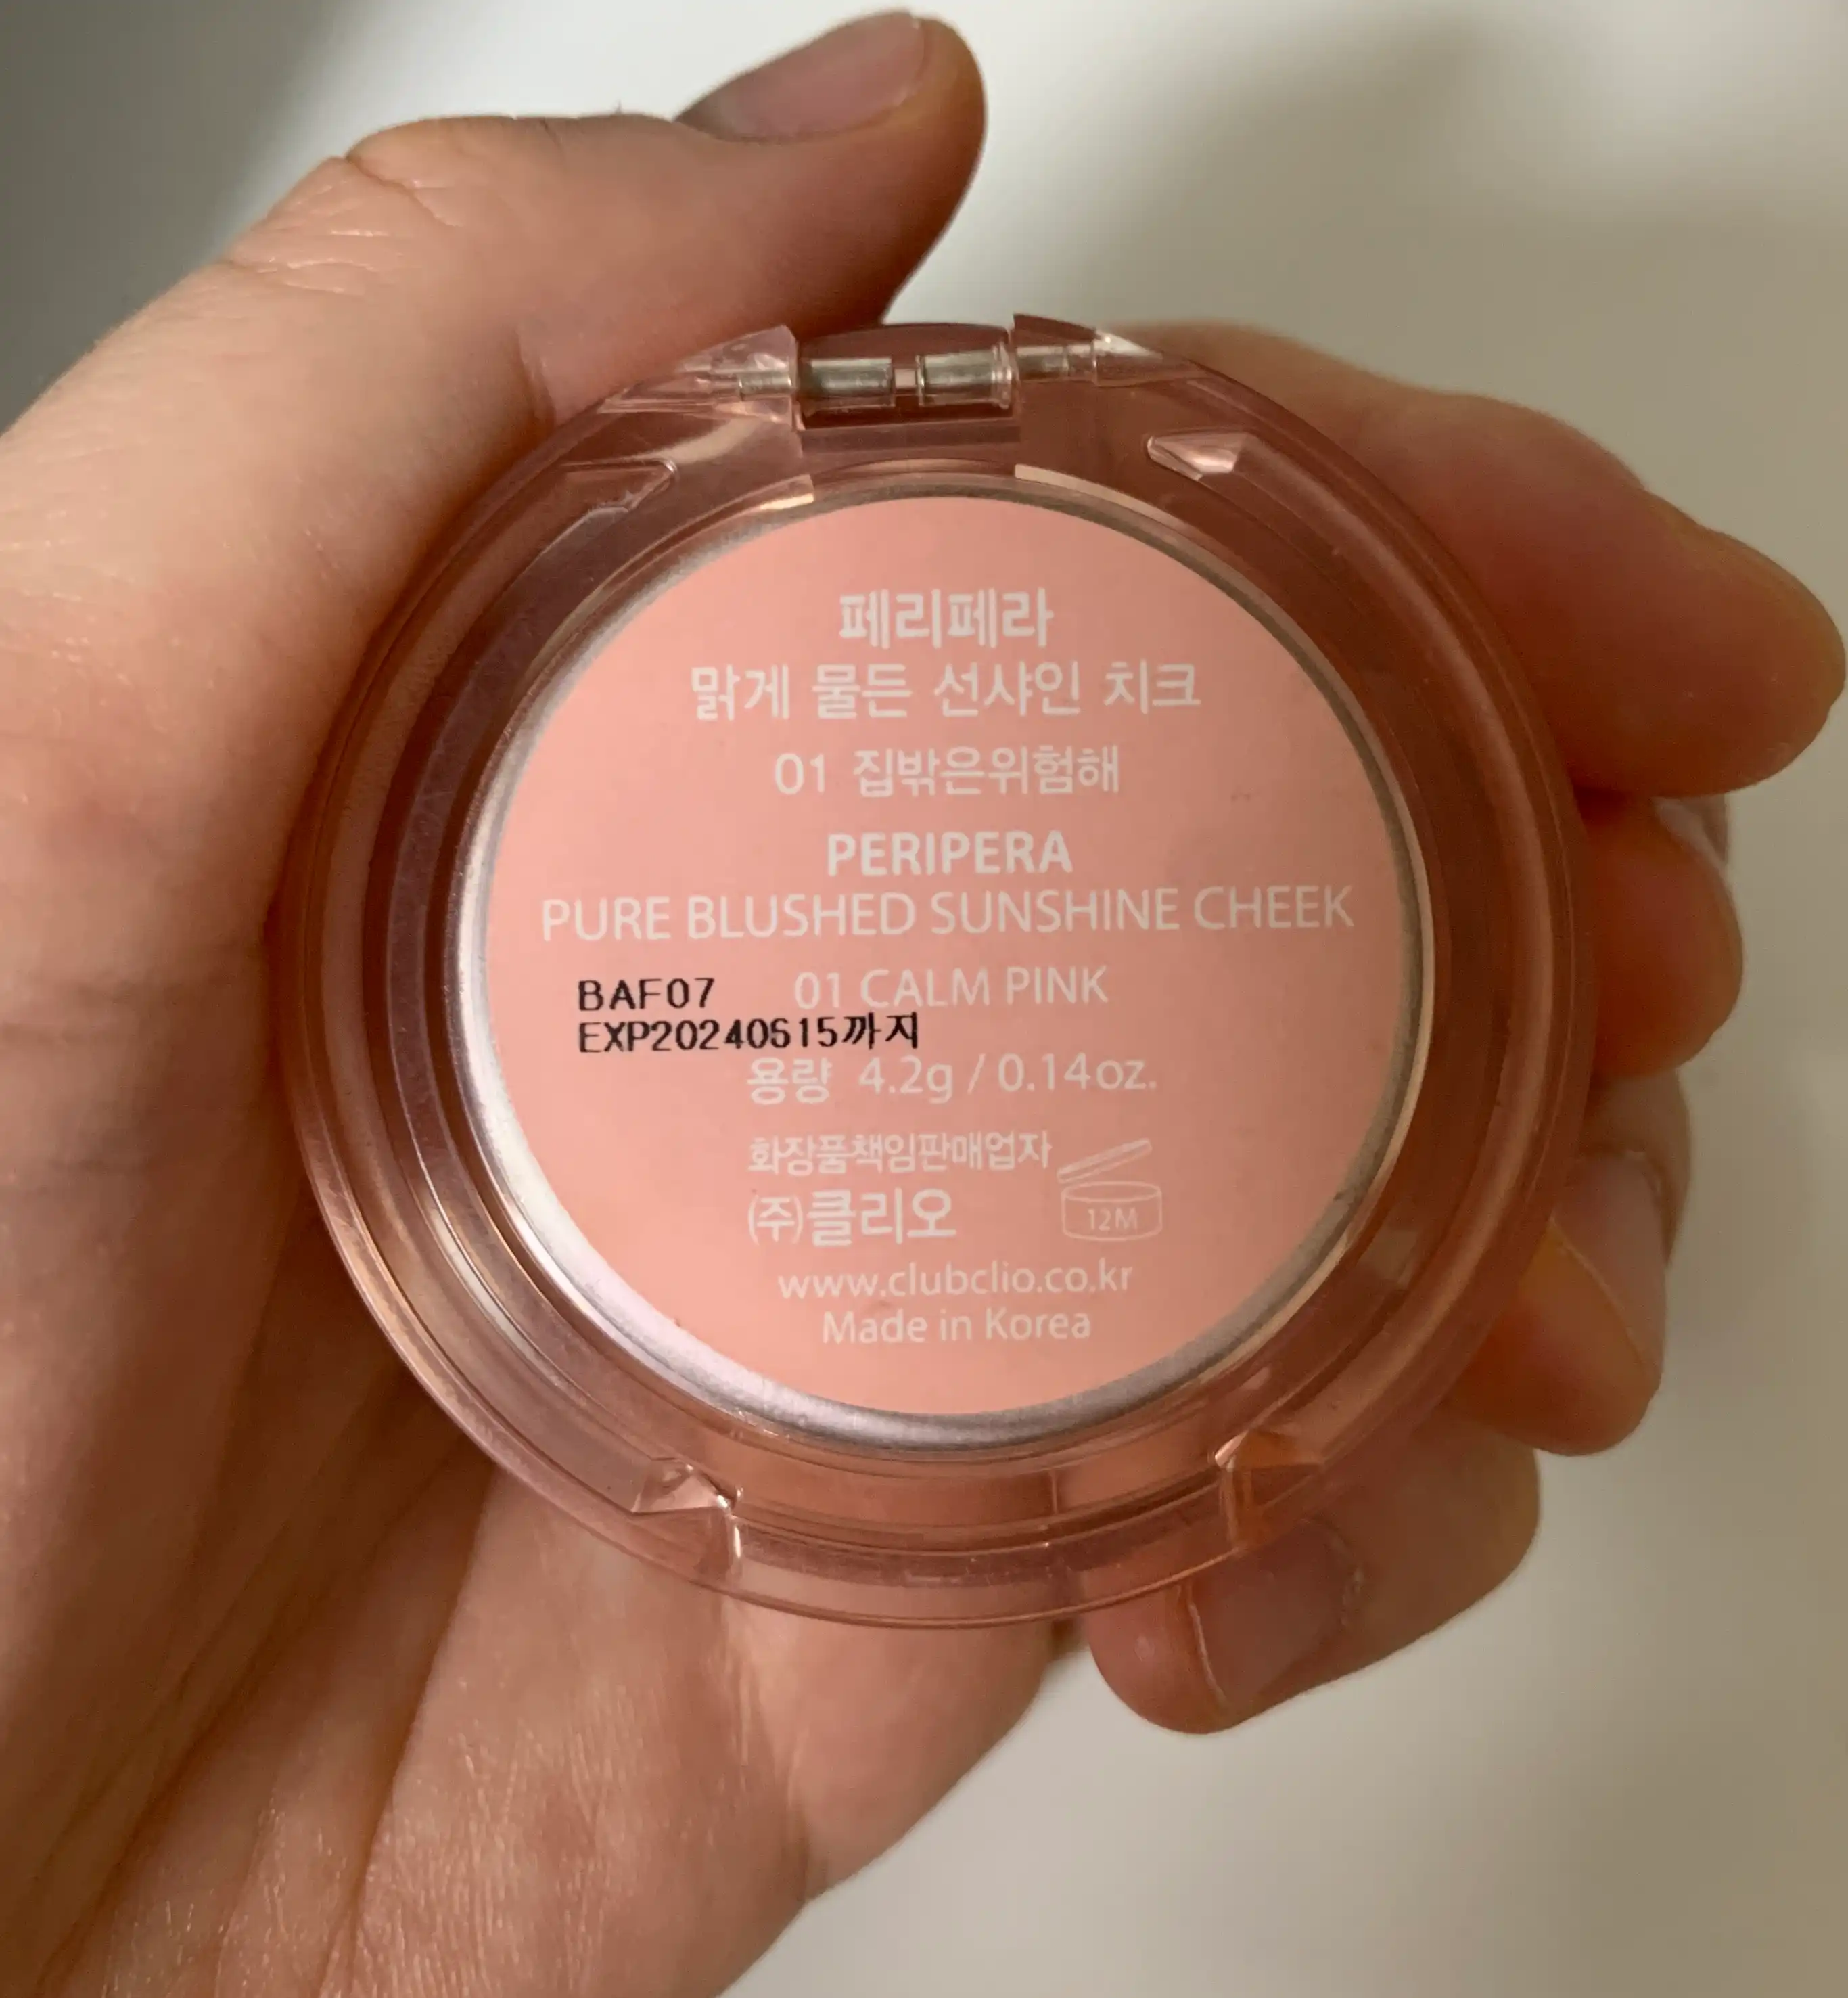 페리페라
맑게 물든 선샤인 치크
01 집밖은위험해
PERIPERA
PURE BLUSHED SUNSHINE CHEEK
BAF07 01 CALM PINK
EXP20240615까지
용량 4.2g / 0.14oz.
화장품책임판매업자
(주)클리오
12M
www.clubclio.co.kr
Made in Korea